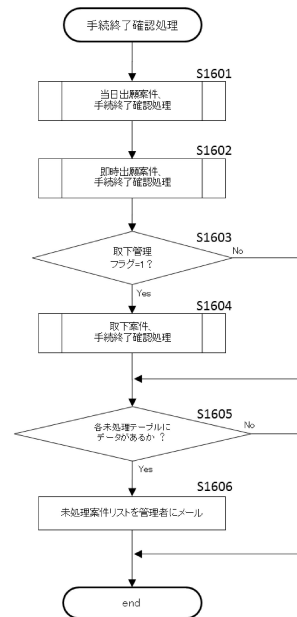 手続終了確認処理
S1601
当日出願案件、
手続終了確認処理
S1602
即時出願案件、
手続終了確認処理
S1603
取下管理
フラグ=1?
No
Yes
S1604
取下案件、
手続終了確認処理
S1605
各未処理テーブルに
データがあるか ?
No
Yes
S1606
未処理案件リストを管理者にメール
end